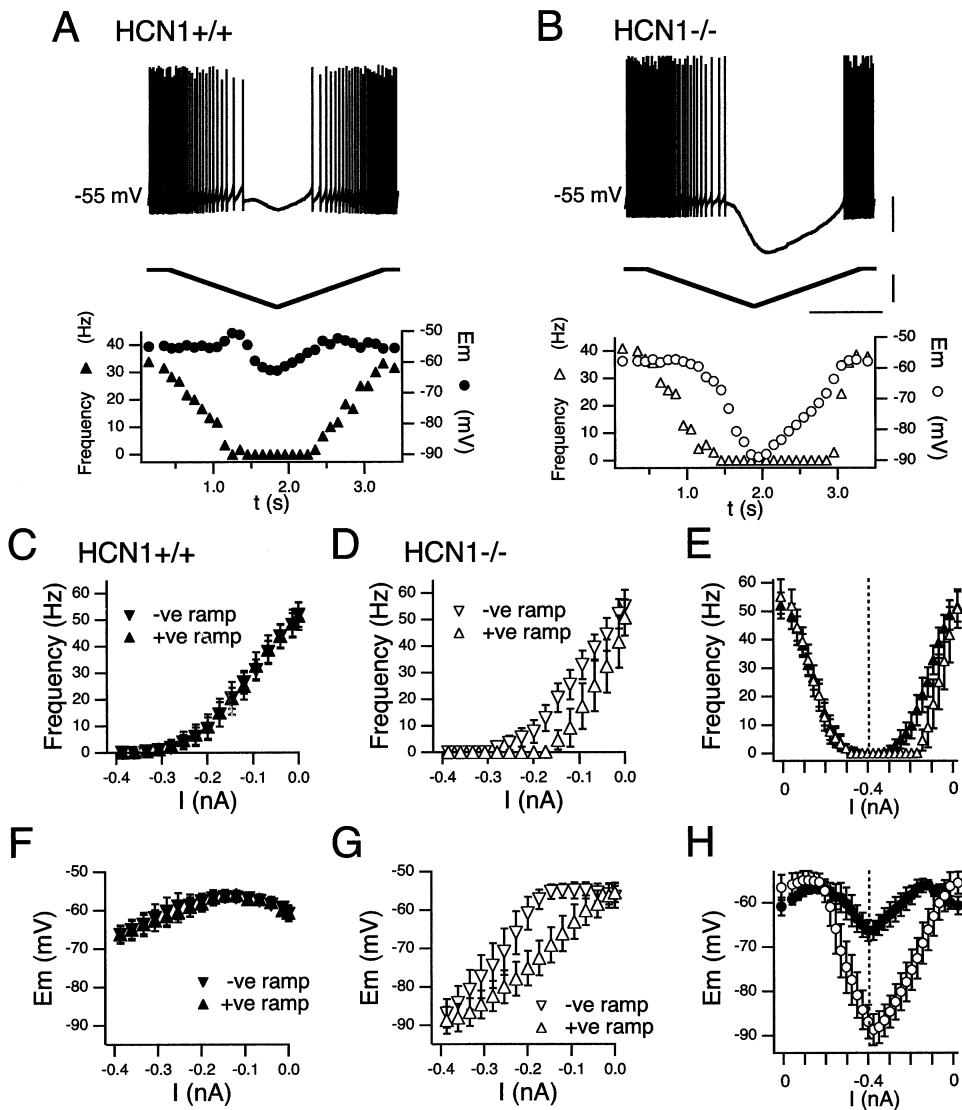 A HCN1+/+
B HCN1-/-
-55 mV
-55 mV
Frequency (Hz)
40
30
20
10
0
-50
-60
-70
-80
-90
Em (mV)
1.0 2.0 3.0
t (s)
Frequency (Hz)
40
30
20
10
0
-50
-60
-70
-80
-90
Em (mV)
1.0 2.0 3.0
t (s)
C HCN1+/+
Frequency (Hz)
60
50
40
30
20
10
0
-ve ramp
+ve ramp
-0.4 -0.3 -0.2 -0.1 0.0
I (nA)
D HCN1-/-
Frequency (Hz)
60
50
40
30
20
10
0
-ve ramp
+ve ramp
-0.4 -0.3 -0.2 -0.1 0.0
I (nA)
E
Frequency (Hz)
60
50
40
30
20
10
0
0 -0.4 0
I (nA)
F
Em (mV)
-50
-60
-70
-80
-90
-ve ramp
+ve ramp
-0.4 -0.3 -0.2 -0.1 0.0
I (nA)
G
Em (mV)
-50
-60
-70
-80
-90
-ve ramp
+ve ramp
-0.4 -0.3 -0.2 -0.1 0.0
I (nA)
H
Em (mV)
-60
-70
-80
-90
0 -0.4 0
I (nA)